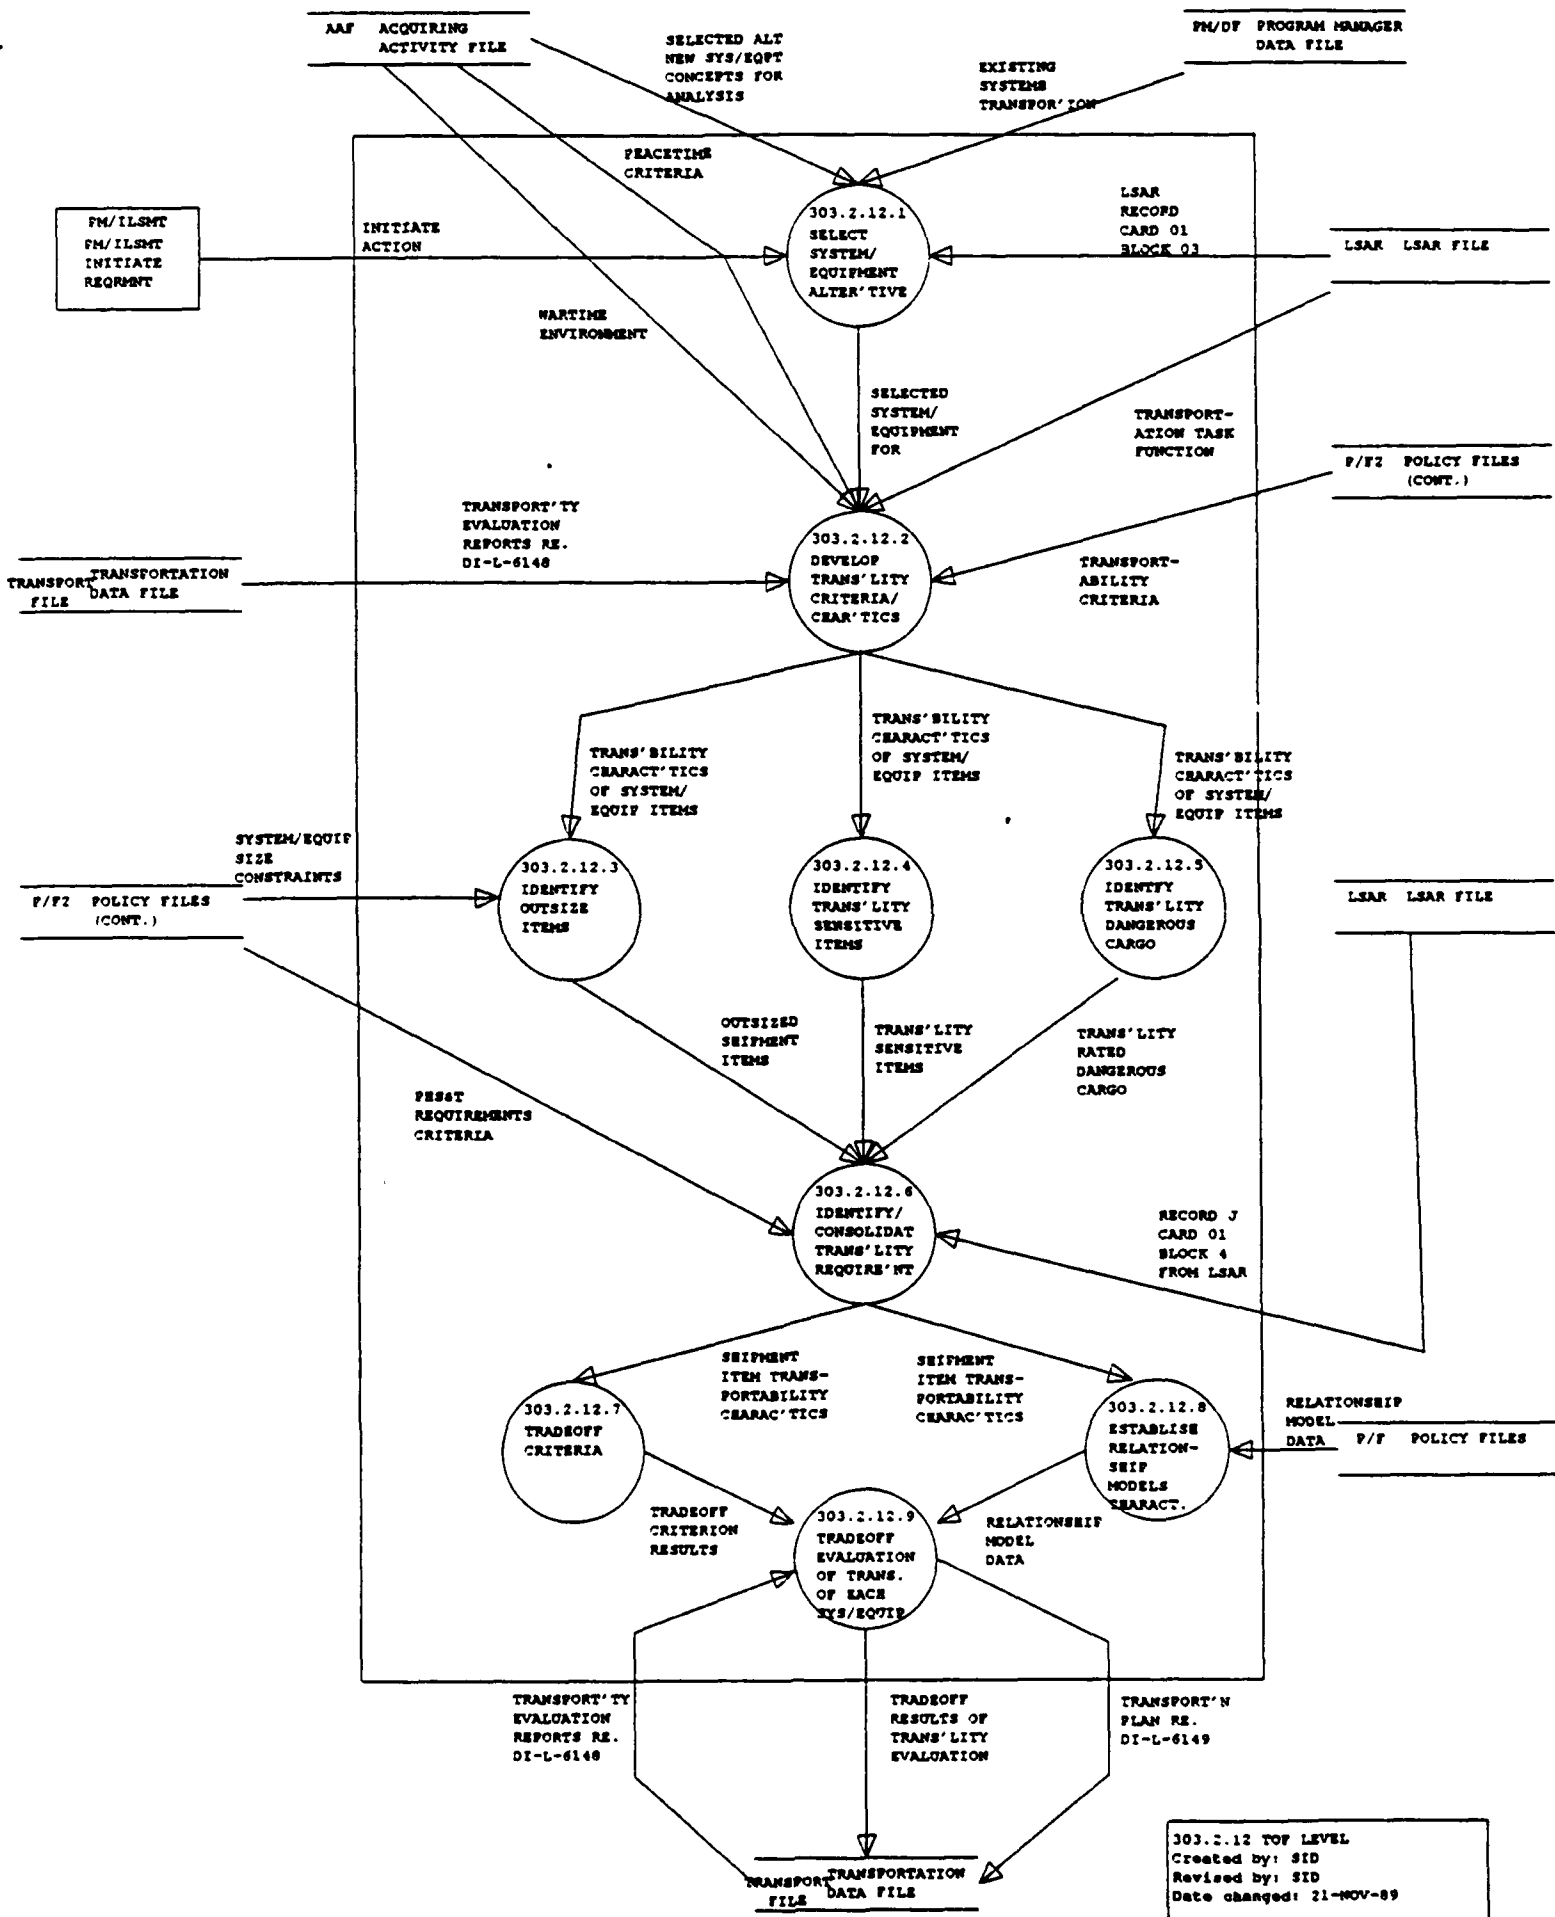 AAF ACQUIRING
ACTIVITY FILE
SELECTED ALT
NEW SYS/EQPT
CONCEPTS FOR
ANALYSIS
EXISTING
SYSTEMS
TRANSPOR'ION
PM/DF PROGRAM MANAGER
DATA FILE
PEACETIME
CRITERIA
LSAR
RECORD
CARD 01
BLOCK 03
PM/ILSMT
PM/ILSMT
INITIATE
REQRMNT
INITIATE
ACTION
303.2.12.1
SELECT
SYSTEM/
EQUIPMENT
ALTER'TIVE
LSAR LSAR FILE
WARTIME
ENVIRONMENT
SELECTED
SYSTEM/
EQUIPMENT
FOR
TRANSPORT-
ATION TASK
FUNCTION
P/F2 POLICY FILES
(CONT.)
TRANSPORT'TY
EVALUATION
REPORTS RE.
DI-L-6148
303.2.12.2
DEVELOP
TRANS'LITY
CRITERIA/
CHAR'TICS
TRANSPORT-
ABILITY
CRITERIA
TRANSPORT TRANSPORTATION
FILE DATA FILE
TRANS'BILITY
CHARACT'TICS
OF SYSTEM/
EQUIP ITEMS
TRANS'BILITY
CHARACT'TICS
OF SYSTEM/
EQUIP ITEMS
TRANS'BILITY
CHARACT'TICS
OF SYSTEM/
EQUIP ITEMS
SYSTEM/EQUIP
SIZE
CONSTRAINTS
P/F2 POLICY FILES
(CONT.)
303.2.12.3
IDENTIFY
OUTSIZE
ITEMS
303.2.12.4
IDENTIFY
TRANS'LITY
SENSITIVE
ITEMS
303.2.12.5
IDENTFY
TRANS'LITY
DANGEROUS
CARGO
LSAR LSAR FILE
OUTSIZED
SHIPMENT
ITEMS
TRANS'LITY
SENSITIVE
ITEMS
TRANS'LITY
RATED
DANGEROUS
CARGO
PHS&T
REQUIREMENTS
CRITERIA
303.2.12.6
IDENTIFY/
CONSOLIDAT
TRANS'LITY
REQUIRE'NT
RECORD J
CARD 01
BLOCK 4
FROM LSAR
SHIPMENT
ITEM TRANS-
PORTABILITY
CHARAC'TICS
SHIPMENT
ITEM TRANS-
PORTABILITY
CHARAC'TICS
303.2.12.7
TRADEOFF
CRITERIA
303.2.12.8
ESTABLISH
RELATION-
SHIP
MODELS
CHARACT.
RELATIONSHIP
MODEL
DATA
P/F POLICY FILES
TRADEOFF
CRITERION
RESULTS
303.2.12.9
TRADEOFF
EVALUATION
OF TRANS.
OF EACH
SYS/EQUIP
RELATIONSHIP
MODEL
DATA
TRANSPORT'TY
EVALUATION
REPORTS RE.
DI-L-6148
TRADEOFF
RESULTS OF
TRANS'LITY
EVALUATION
TRANSPORT'N
PLAN RE.
DI-L-6149
TRANSPORT TRANSPORTATION
FILE DATA FILE
303.2.12 TOP LEVEL
Created by: SID
Revised by: SID
Date changed: 21-NOV-89